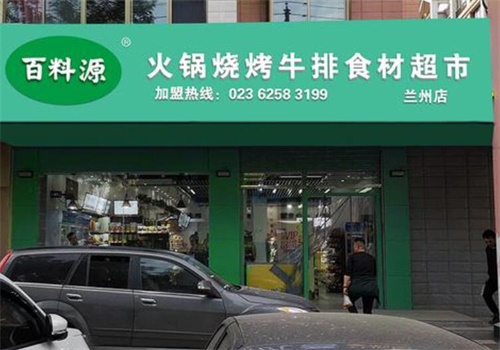 百料源®
火锅烧烤牛排食材超市
加盟热线：023 6258 3199
兰州店